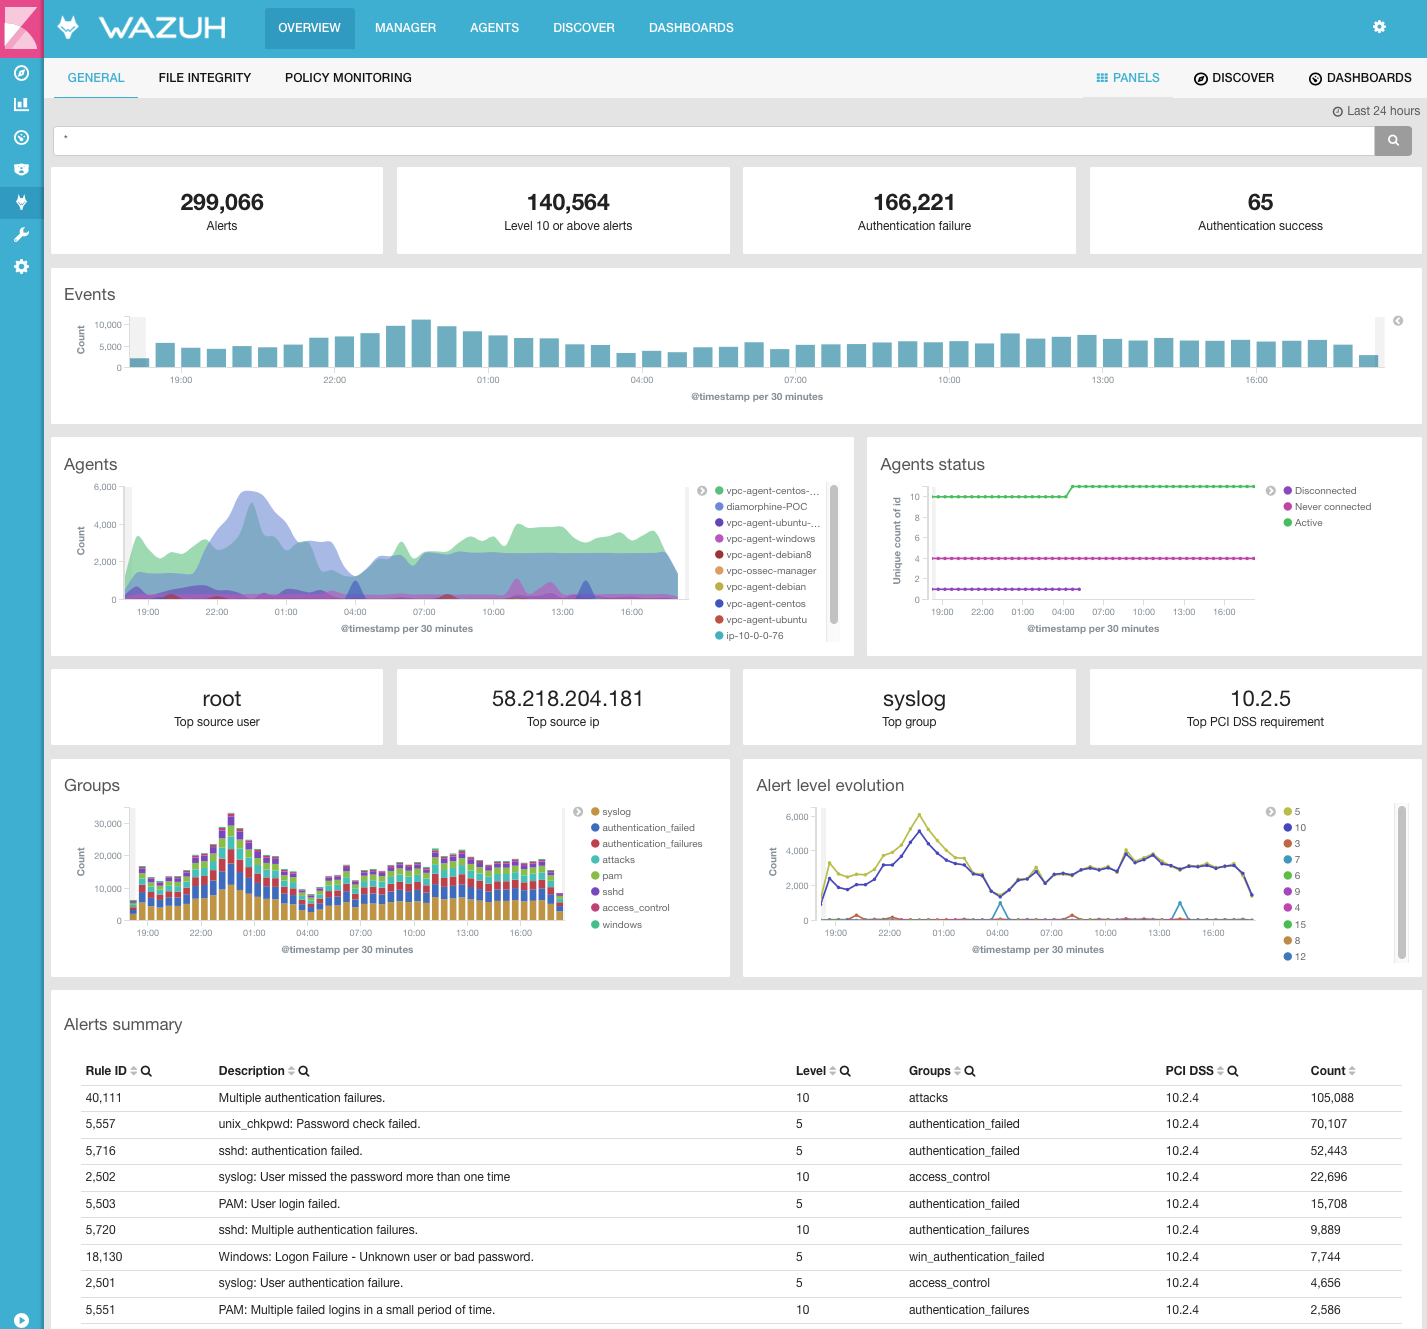 WAZUH OVERVIEW MANAGER AGENTS DISCOVER DASHBOARDS
GENERAL FILE INTEGRITY POLICY MONITORING PANELS DISCOVER DASHBOARDS
Last 24 hours
*
299,066 140,564 166,221 65
Alerts Level 10 or above alerts Authentication failure Authentication success
Events
Count
10,000
5,000
0
19:00 22:00 01:00 04:00 07:00 10:00 13:00 16:00
@timestamp per 30 minutes
Agents
Count
6,000
4,000
2,000
0
19:00 22:00 01:00 04:00 07:00 10:00 13:00 16:00
@timestamp per 30 minutes
vpc-agent-centos-...
diamorphine-POC
vpc-agent-ubuntu-...
vpc-agent-windows
vpc-agent-debian8
vpc-ossec-manager
vpc-agent-debian
vpc-agent-centos
vpc-agent-ubuntu
ip-10-0-0-76
Agents status
Unique count of id
10
8
6
4
2
0
19:00 22:00 01:00 04:00 07:00 10:00 13:00 16:00
@timestamp per 30 minutes
Disconnected
Never connected
Active
root 58.218.204.181 syslog 10.2.5
Top source user Top source ip Top group Top PCI DSS requirement
Groups
Count
30,000
20,000
10,000
0
19:00 22:00 01:00 04:00 07:00 10:00 13:00 16:00
@timestamp per 30 minutes
syslog
authentication_failed
authentication_failures
attacks
pam
sshd
access_control
windows
Alert level evolution
Count
6,000
4,000
2,000
0
19:00 22:00 01:00 04:00 07:00 10:00 13:00 16:00
@timestamp per 30 minutes
5
10
3
7
6
9
4
15
8
12
Alerts summary
Rule ID Description Level Groups PCI DSS Count
40,111 Multiple authentication failures. 10 attacks 10.2.4 105,088
5,557 unix_chkpwd: Password check failed. 5 authentication_failed 10.2.4 70,107
5,716 sshd: authentication failed. 5 authentication_failed 10.2.4 52,443
2,502 syslog: User missed the password more than one time 10 access_control 10.2.4 22,696
5,503 PAM: User login failed. 5 authentication_failed 10.2.4 15,708
5,720 sshd: Multiple authentication failures. 10 authentication_failures 10.2.4 9,889
18,130 Windows: Logon Failure - Unknown user or bad password. 5 win_authentication_failed 10.2.4 7,744
2,501 syslog: User authentication failure. 5 access_control 10.2.4 4,656
5,551 PAM: Multiple failed logins in a small period of time. 10 authentication_failures 10.2.4 2,586